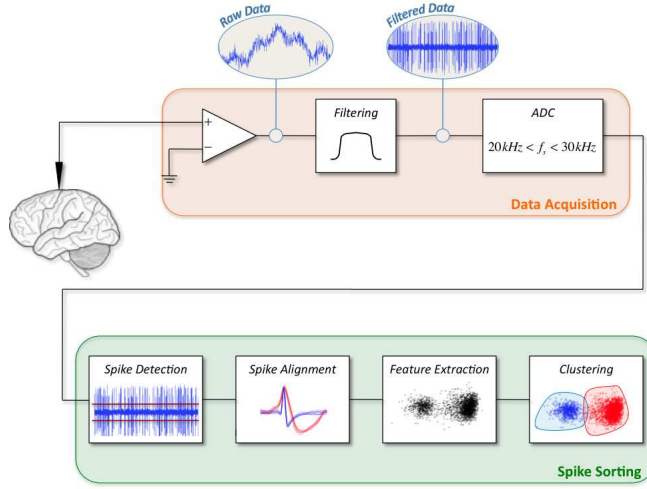 Raw Data
Filtered Data
Filtering
ADC
+
−
20kHz < fs < 30kHz
Data Acquisition
Spike Detection
Spike Alignment
Feature Extraction
Clustering
Spike Sorting